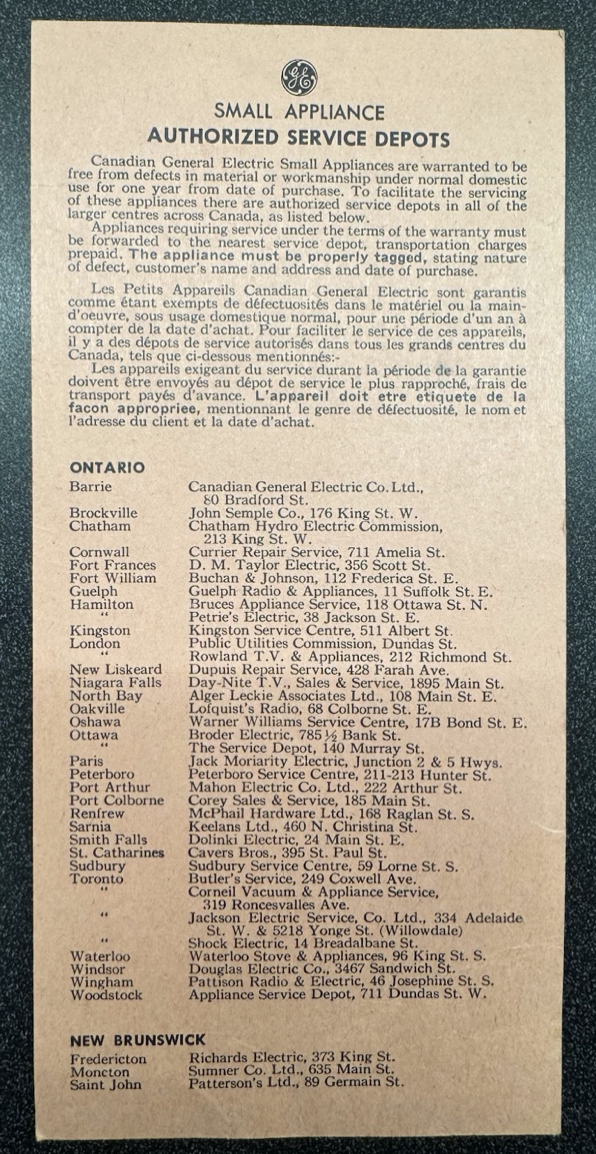 GE
SMALL APPLIANCE
AUTHORIZED SERVICE DEPOTS
Canadian General Electric Small Appliances are warranted to be
free from defects in material or workmanship under normal domestic
use for one year from date of purchase. To facilitate the servicing
of these appliances there are authorized service depots in all of the
larger centres across Canada, as listed below.
Appliances requiring service under the terms of the warranty must
be forwarded to the nearest service depot, transportation charges
prepaid. The appliance must be properly tagged, stating nature
of defect, customer's name and address and date of purchase.
Les Petits Appareils Canadian General Electric sont garantis
comme étant exempts de défectuosités dans le matériel ou la main-
d'oeuvre, sous usage domestique normal, pour une période d'un an à
compter de la date d'achat. Pour faciliter le service de ces appareils,
il y a des dépots de service autorisés dans tous les grands centres du
Canada, tels que ci-dessous mentionnés:-
Les appareils exigeant du service durant la période de la garantie
doivent être envoyés au dépot de service le plus rapproché, frais de
transport payés d'avance. L'appareil doit etre etiquete de la
facon appropriee, mentionnant le genre de défectuosité, le nom et
l'adresse du client et la date d'achat.
ONTARIO
Barrie Canadian General Electric Co. Ltd.,
80 Bradford St.
Brockville John Semple Co., 176 King St. W.
Chatham Chatham Hydro Electric Commission,
213 King St. W.
Cornwall Currier Repair Service, 711 Amelia St.
Fort Frances D. M. Taylor Electric, 356 Scott St.
Fort William Buchan & Johnson, 112 Frederica St. E.
Guelph Guelph Radio & Appliances, 11 Suffolk St. E.
Hamilton Bruces Appliance Service, 118 Ottawa St. N.
" Petrie's Electric, 38 Jackson St. E.
Kingston Kingston Service Centre, 511 Albert St.
London Public Utilities Commission, Dundas St.
" Rowland T.V. & Appliances, 212 Richmond St.
New Liskeard Dupuis Repair Service, 428 Farah Ave.
Niagara Falls Day-Nite T.V., Sales & Service, 1895 Main St.
North Bay Alger Leckie Associates Ltd., 108 Main St. E.
Oakville Lofquist's Radio, 68 Colborne St. E.
Oshawa Warner Williams Service Centre, 17B Bond St. E.
Ottawa Broder Electric, 785½ Bank St.
" The Service Depot, 140 Murray St.
Paris Jack Moriarity Electric, Junction 2 & 5 Hwys.
Peterboro Peterboro Service Centre, 211-213 Hunter St.
Port Arthur Mahon Electric Co. Ltd., 222 Arthur St.
Port Colborne Corey Sales & Service, 185 Main St.
Renfrew McPhail Hardware Ltd., 168 Raglan St. S.
Sarnia Keelans Ltd., 460 N. Christina St.
Smith Falls Dolinki Electric, 24 Main St. E.
St. Catharines Cavers Bros., 395 St. Paul St.
Sudbury Sudbury Service Centre, 59 Lorne St. S.
Toronto Butler's Service, 249 Coxwell Ave.
" Corneil Vacuum & Appliance Service,
319 Roncesvalles Ave.
" Jackson Electric Service, Co. Ltd., 334 Adelaide
St. W. & 5218 Yonge St. (Willowdale)
" Shock Electric, 14 Breadalbane St.
Waterloo Waterloo Stove & Appliances, 96 King St. S.
Windsor Douglas Electric Co., 3467 Sandwich St.
Wingham Pattison Radio & Electric, 46 Josephine St. S.
Woodstock Appliance Service Depot, 711 Dundas St. W.
NEW BRUNSWICK
Fredericton Richards Electric, 373 King St.
Moncton Sumner Co. Ltd., 635 Main St.
Saint John Patterson's Ltd., 89 Germain St.